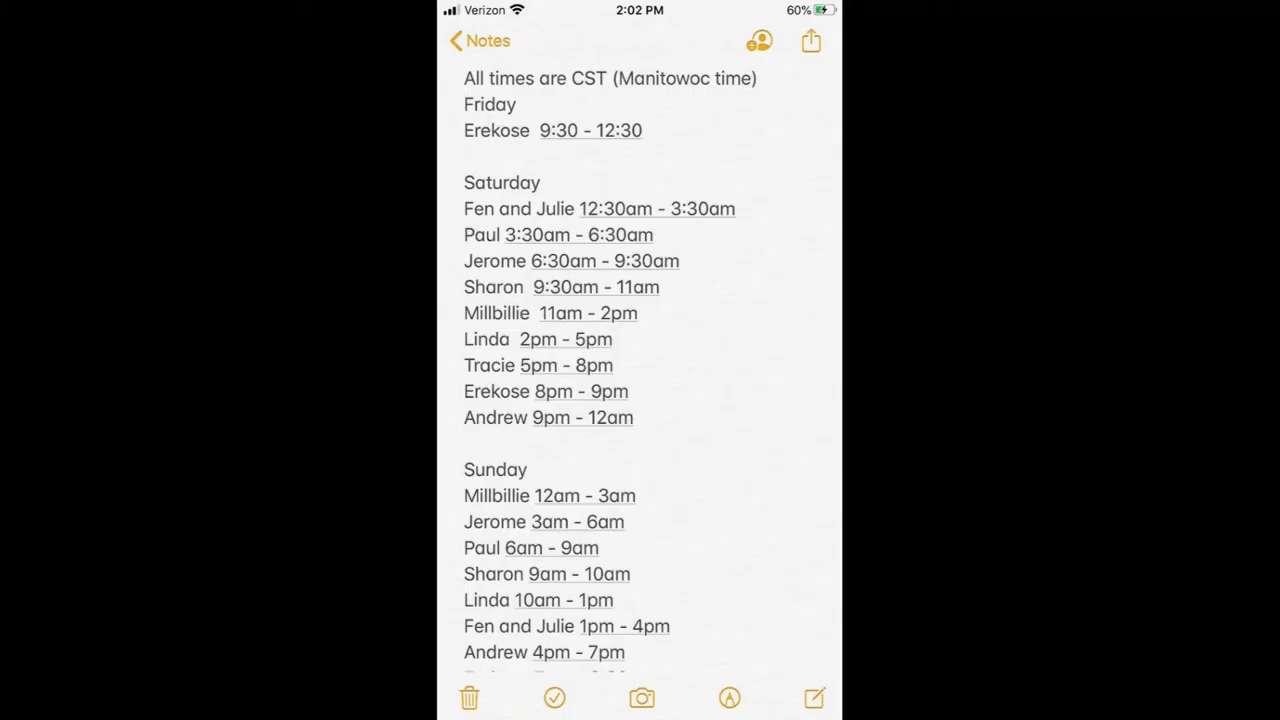 Verizon 2:02 PM 60%
Notes
All times are CST (Manitowoc time)
Friday
Erekose 9:30 - 12:30
Saturday
Fen and Julie 12:30am - 3:30am
Paul 3:30am - 6:30am
Jerome 6:30am - 9:30am
Sharon 9:30am - 11am
Millbillie 11am - 2pm
Linda 2pm - 5pm
Tracie 5pm - 8pm
Erekose 8pm - 9pm
Andrew 9pm - 12am
Sunday
Millbillie 12am - 3am
Jerome 3am - 6am
Paul 6am - 9am
Sharon 9am - 10am
Linda 10am - 1pm
Fen and Julie 1pm - 4pm
Andrew 4pm - 7pm